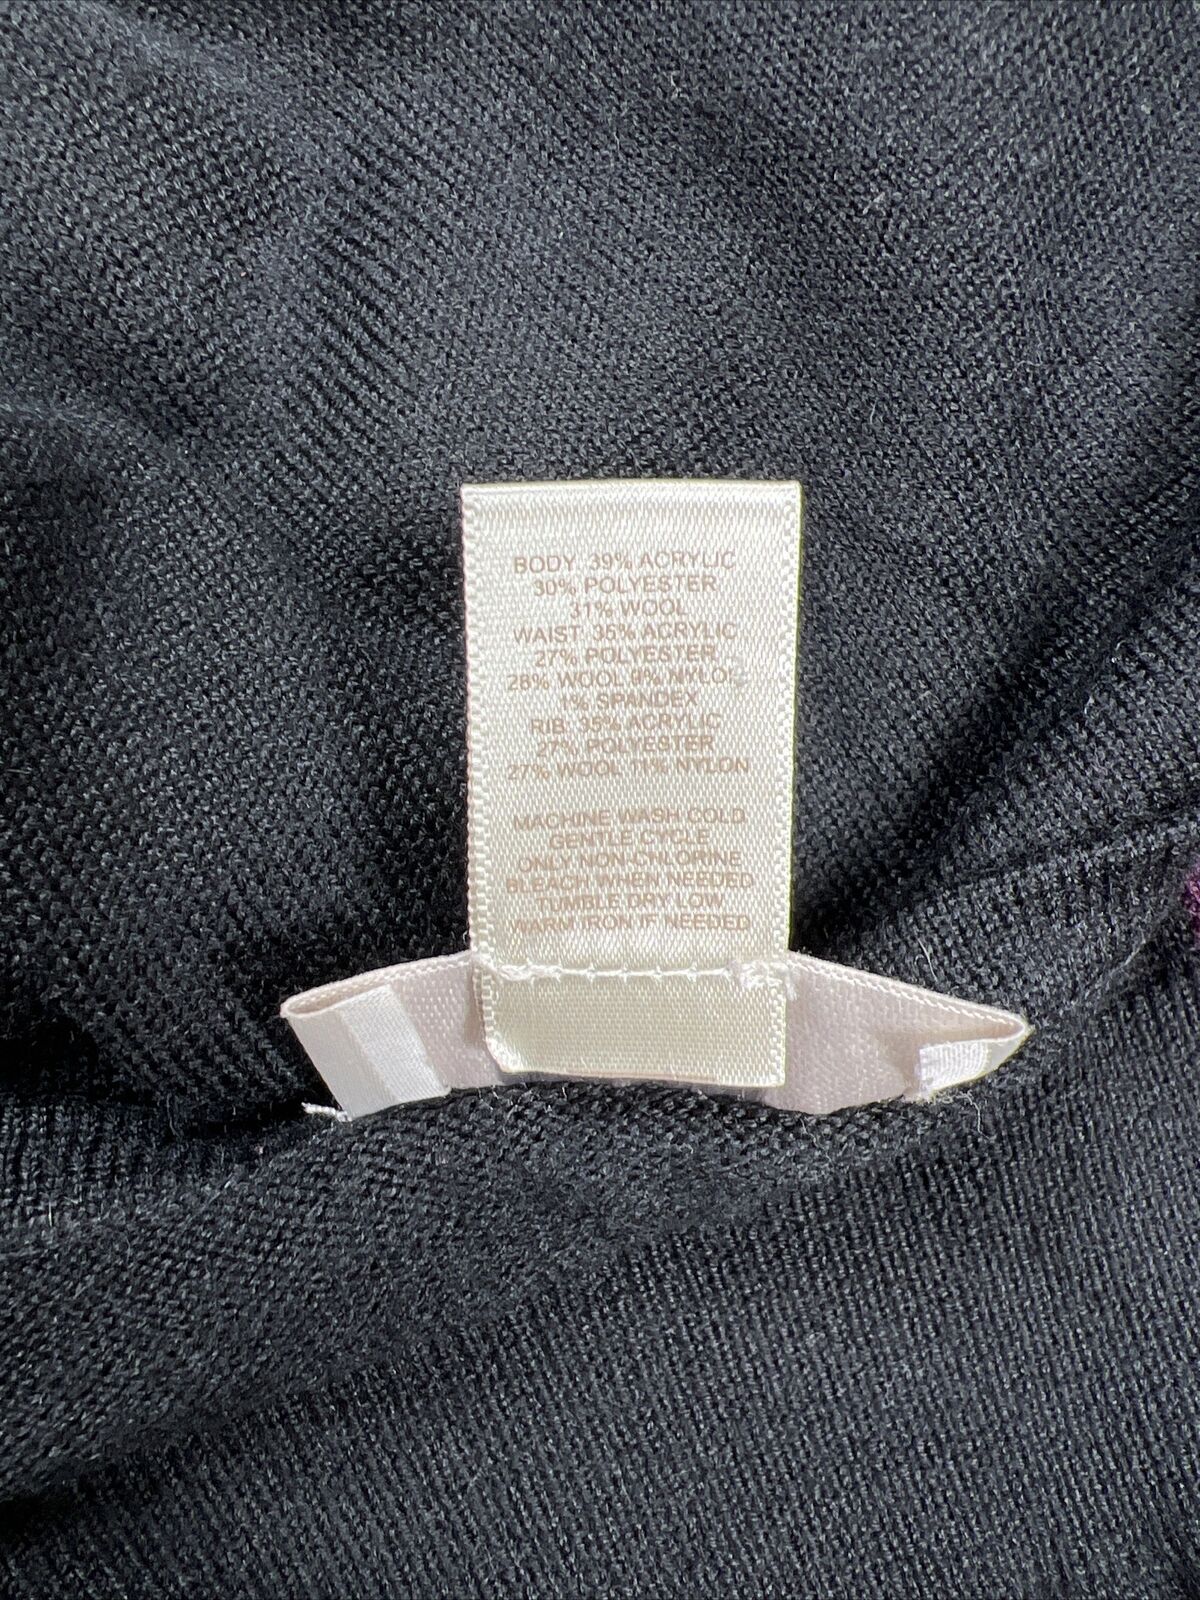 BODY 39% ACRYLIC
30% POLYESTER
31% WOOL
WAIST 35% ACRYLIC
27% POLYESTER
28% WOOL 9% NYLON
1% SPANDEX
RIB 35% ACRYLIC
27% POLYESTER
27% WOOL 11% NYLON
MACHINE WASH COLD
GENTLE CYCLE
ONLY NON-CHLORINE
BLEACH WHEN NEEDED
TUMBLE DRY LOW
WARM IRON IF NEEDED